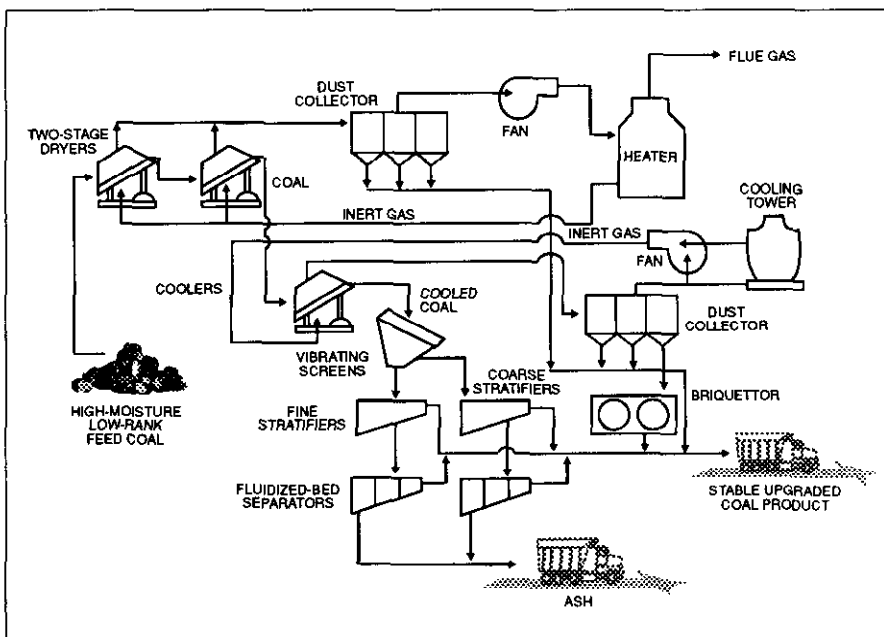 FLUE GAS
DUST
COLLECTOR
FAN
TWO-STAGE
DRYERS
HEATER
COAL
COOLING
TOWER
INERT GAS
INERT GAS
FAN
COOLERS
COOLED
COAL
DUST
COLLECTOR
VIBRATING
SCREENS
COARSE
STRATIFIERS
BRIQUETTOR
HIGH-MOISTURE
LOW-RANK
FEED COAL
FINE
STRATIFIERS
FLUIDIZED-BED
SEPARATORS
STABLE UPGRADED
COAL PRODUCT
ASH